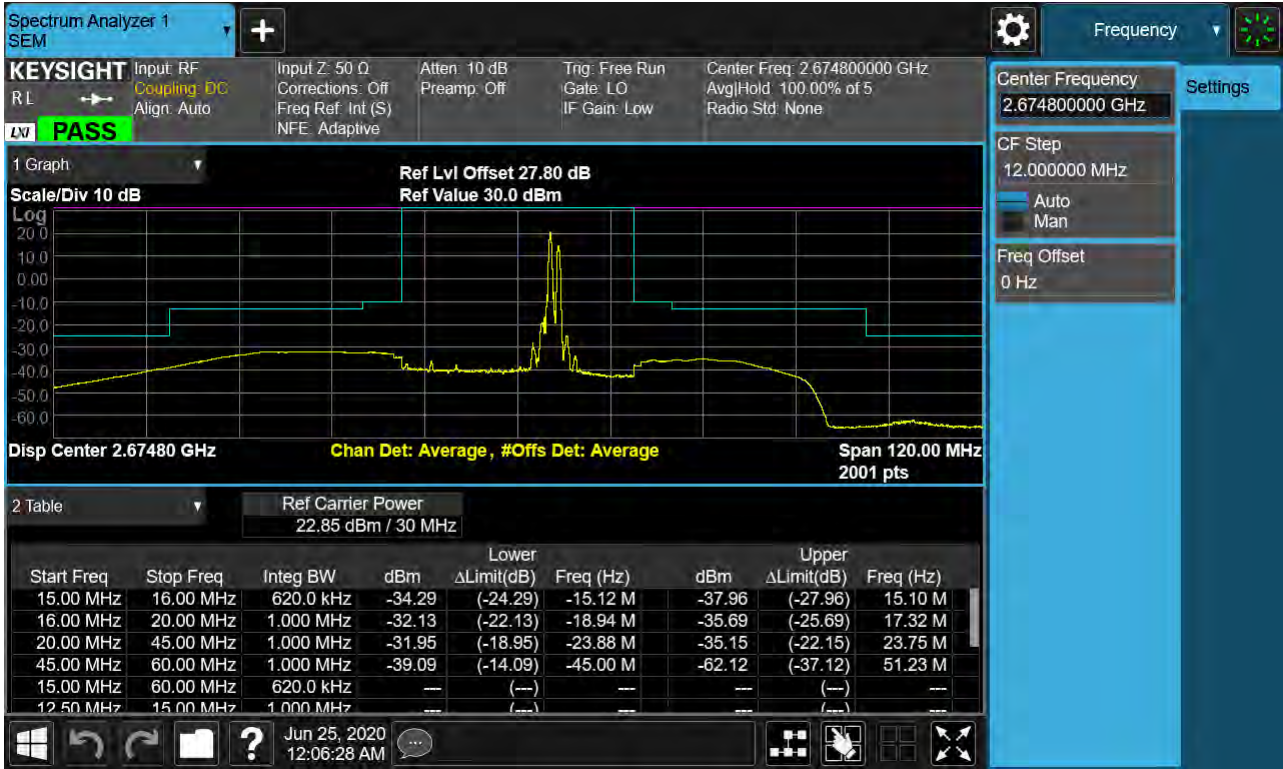 Spectrum Analyzer 1
SEM
Frequency
KEYSIGHT
Input: RF
Coupling: DC
Align: Auto
Input Z: 50 Ω
Corrections: Off
Freq Ref: Int (S)
NFE: Adaptive
Atten: 10 dB
Preamp: Off
Trig: Free Run
Gate: LO
IF Gain: Low
Center Freq: 2.674800000 GHz
Avg|Hold: 100.00% of 5
Radio Std: None
R L
LXI PASS
Center Frequency
2.674800000 GHz
Settings
CF Step
12.000000 MHz
Auto
Man
Freq Offset
0 Hz
1 Graph
Ref Lvl Offset 27.80 dB
Scale/Div 10 dB Ref Value 30.0 dBm
Log
20.0
10.0
0.00
-10.0
-20.0
-30.0
-40.0
-50.0
-60.0
Disp Center 2.67480 GHz Chan Det: Average , #Offs Det: Average Span 120.00 MHz
2001 pts
2 Table Ref Carrier Power
22.85 dBm / 30 MHz
Lower Upper
Start Freq Stop Freq Integ BW dBm ΔLimit(dB) Freq (Hz) dBm ΔLimit(dB) Freq (Hz)
15.00 MHz 16.00 MHz 620.0 kHz -34.29 (-24.29) -15.12 M -37.96 (-27.96) 15.10 M
16.00 MHz 20.00 MHz 1.000 MHz -32.13 (-22.13) -18.94 M -35.69 (-25.69) 17.32 M
20.00 MHz 45.00 MHz 1.000 MHz -31.95 (-18.95) -23.88 M -35.15 (-22.15) 23.75 M
45.00 MHz 60.00 MHz 1.000 MHz -39.09 (-14.09) -45.00 M -62.12 (-37.12) 51.23 M
15.00 MHz 60.00 MHz 620.0 kHz --- (---) --- --- (---) ---
12.50 MHz 15.00 MHz 1.000 MHz --- (---) --- --- (---) ---
Jun 25, 2020
12:06:28 AM